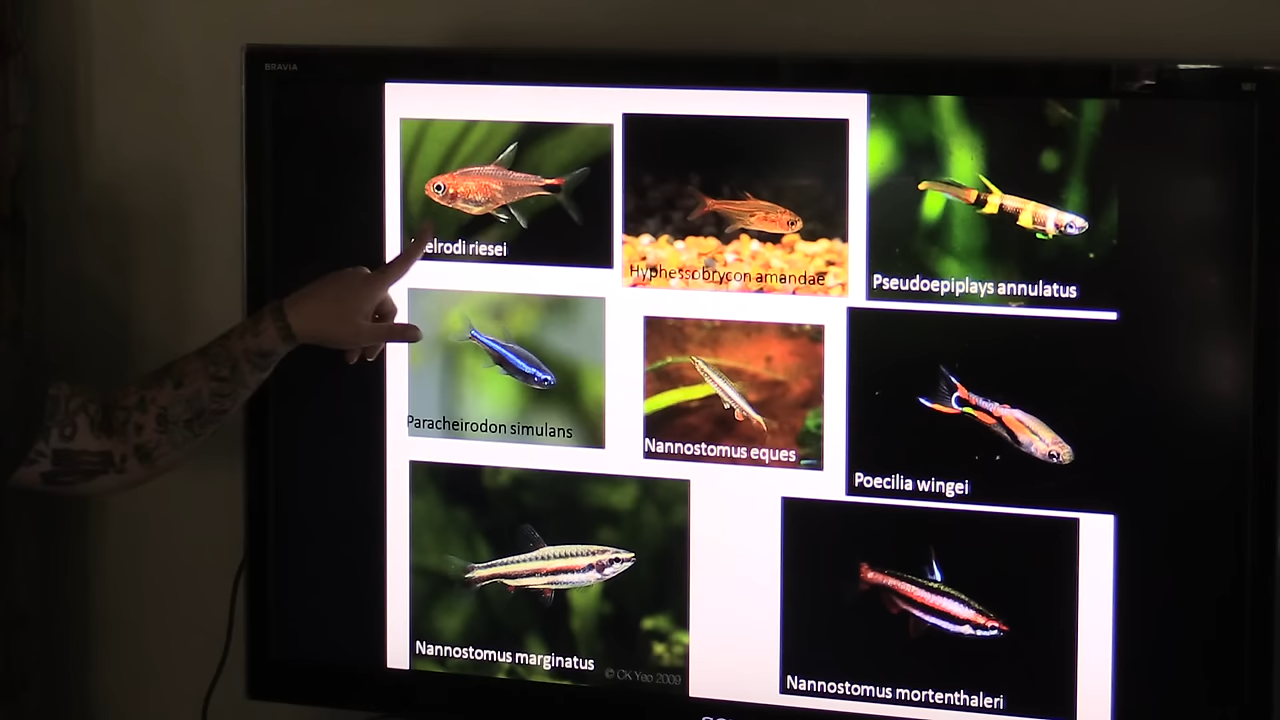 BRAVIA
elrodi riesei
Hyphessobrycon amandae
Pseudoepiplays annulatus
Paracheirodon simulans
Nannostomus eques
Poecilia wingei
Nannostomus marginatus
© CK Yeo 2009
Nannostomus mortenthaleri